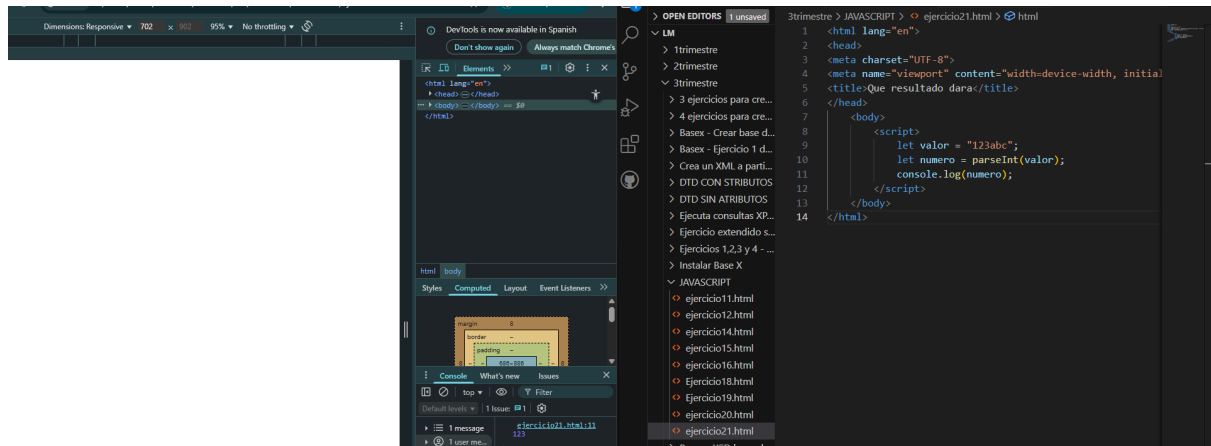 Dimensions: Responsive ▼ 702 × 902 95% ▼ No throttling ▼
DevTools is now available in Spanish
Don't show again Always match Chrome's
Elements » 1
<html lang="en">
▶ <head> ⋯ </head>
⋯ ▶ <body> ⋯ </body> == $0
</html>
html body
Styles Computed Layout Event Listeners »
margin 8
border –
padding –
8 – – 686×886 – – 8
Console What's new Issues
top ▼ Filter
Default levels ▼ 1 Issue: 1
1 message
1 user me...
ejercicio21.html:11
123
OPEN EDITORS 1 unsaved
LM
1trimestre
2trimestre
3trimestre
3 ejercicios para cre...
4 ejercicios para cre...
Basex - Crear base d...
Basex - Ejercicio 1 d...
Crea un XML a parti...
DTD CON STRIBUTOS
DTD SIN ATRIBUTOS
Ejecuta consultas XP...
Ejercicio extendido s...
Ejercicios 1,2,3 y 4 - ...
Instalar Base X
JAVASCRIPT
ejercicio11.html
ejercicio12.html
ejercicio14.html
ejercicio15.html
ejercicio16.html
Ejercicio18.html
Ejercicio19.html
ejercicio20.html
ejercicio21.html
3trimestre > JAVASCRIPT > <> ejercicio21.html > html
1 <html lang="en">
2 <head>
3 <meta charset="UTF-8">
4 <meta name="viewport" content="width=device-width, initial
5 <title>Que resultado dara</title>
6 </head>
7 <body>
8 <script>
9 let valor = "123abc";
10 let numero = parseInt(valor);
11 console.log(numero);
12 </script>
13 </body>
14 </html>